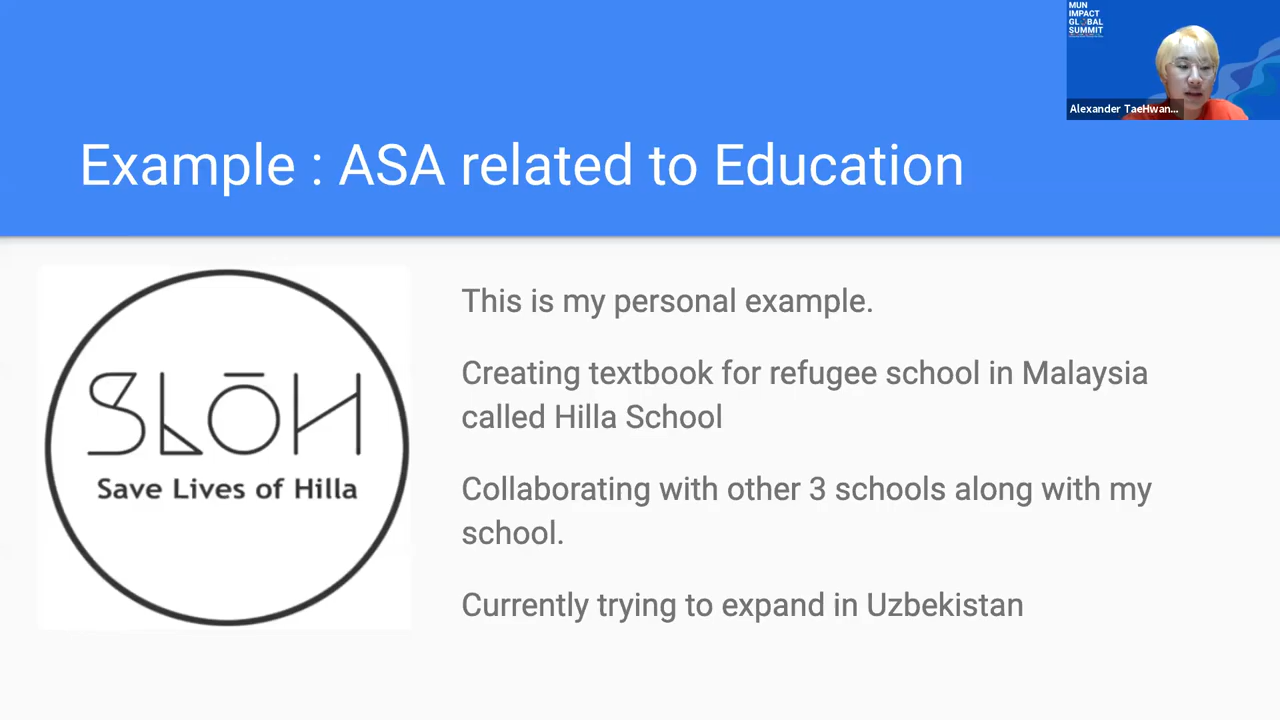 MUN
IMPACT
GLOBAL
SUMMIT
Alexander TaeHwan...
Example : ASA related to Education
SLŌH
Save Lives of Hilla
This is my personal example.
Creating textbook for refugee school in Malaysia
called Hilla School
Collaborating with other 3 schools along with my
school.
Currently trying to expand in Uzbekistan